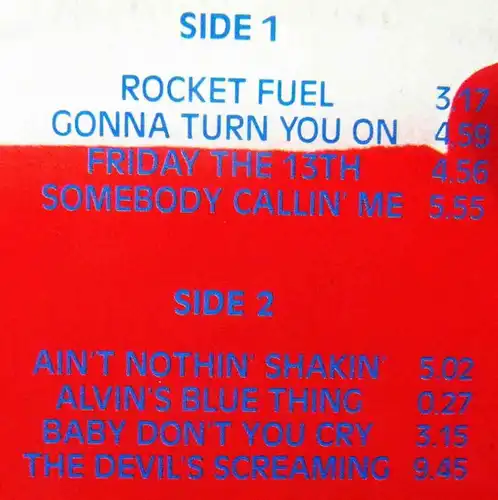 SIDE 1
ROCKET FUEL 3.17
GONNA TURN YOU ON 4.59
FRIDAY THE 13TH 4.56
SOMEBODY CALLIN' ME 5.55
SIDE 2
AIN'T NOTHIN' SHAKIN' 5.02
ALVIN'S BLUE THING 0.27
BABY DON'T YOU CRY 3.15
THE DEVIL'S SCREAMING 9.45